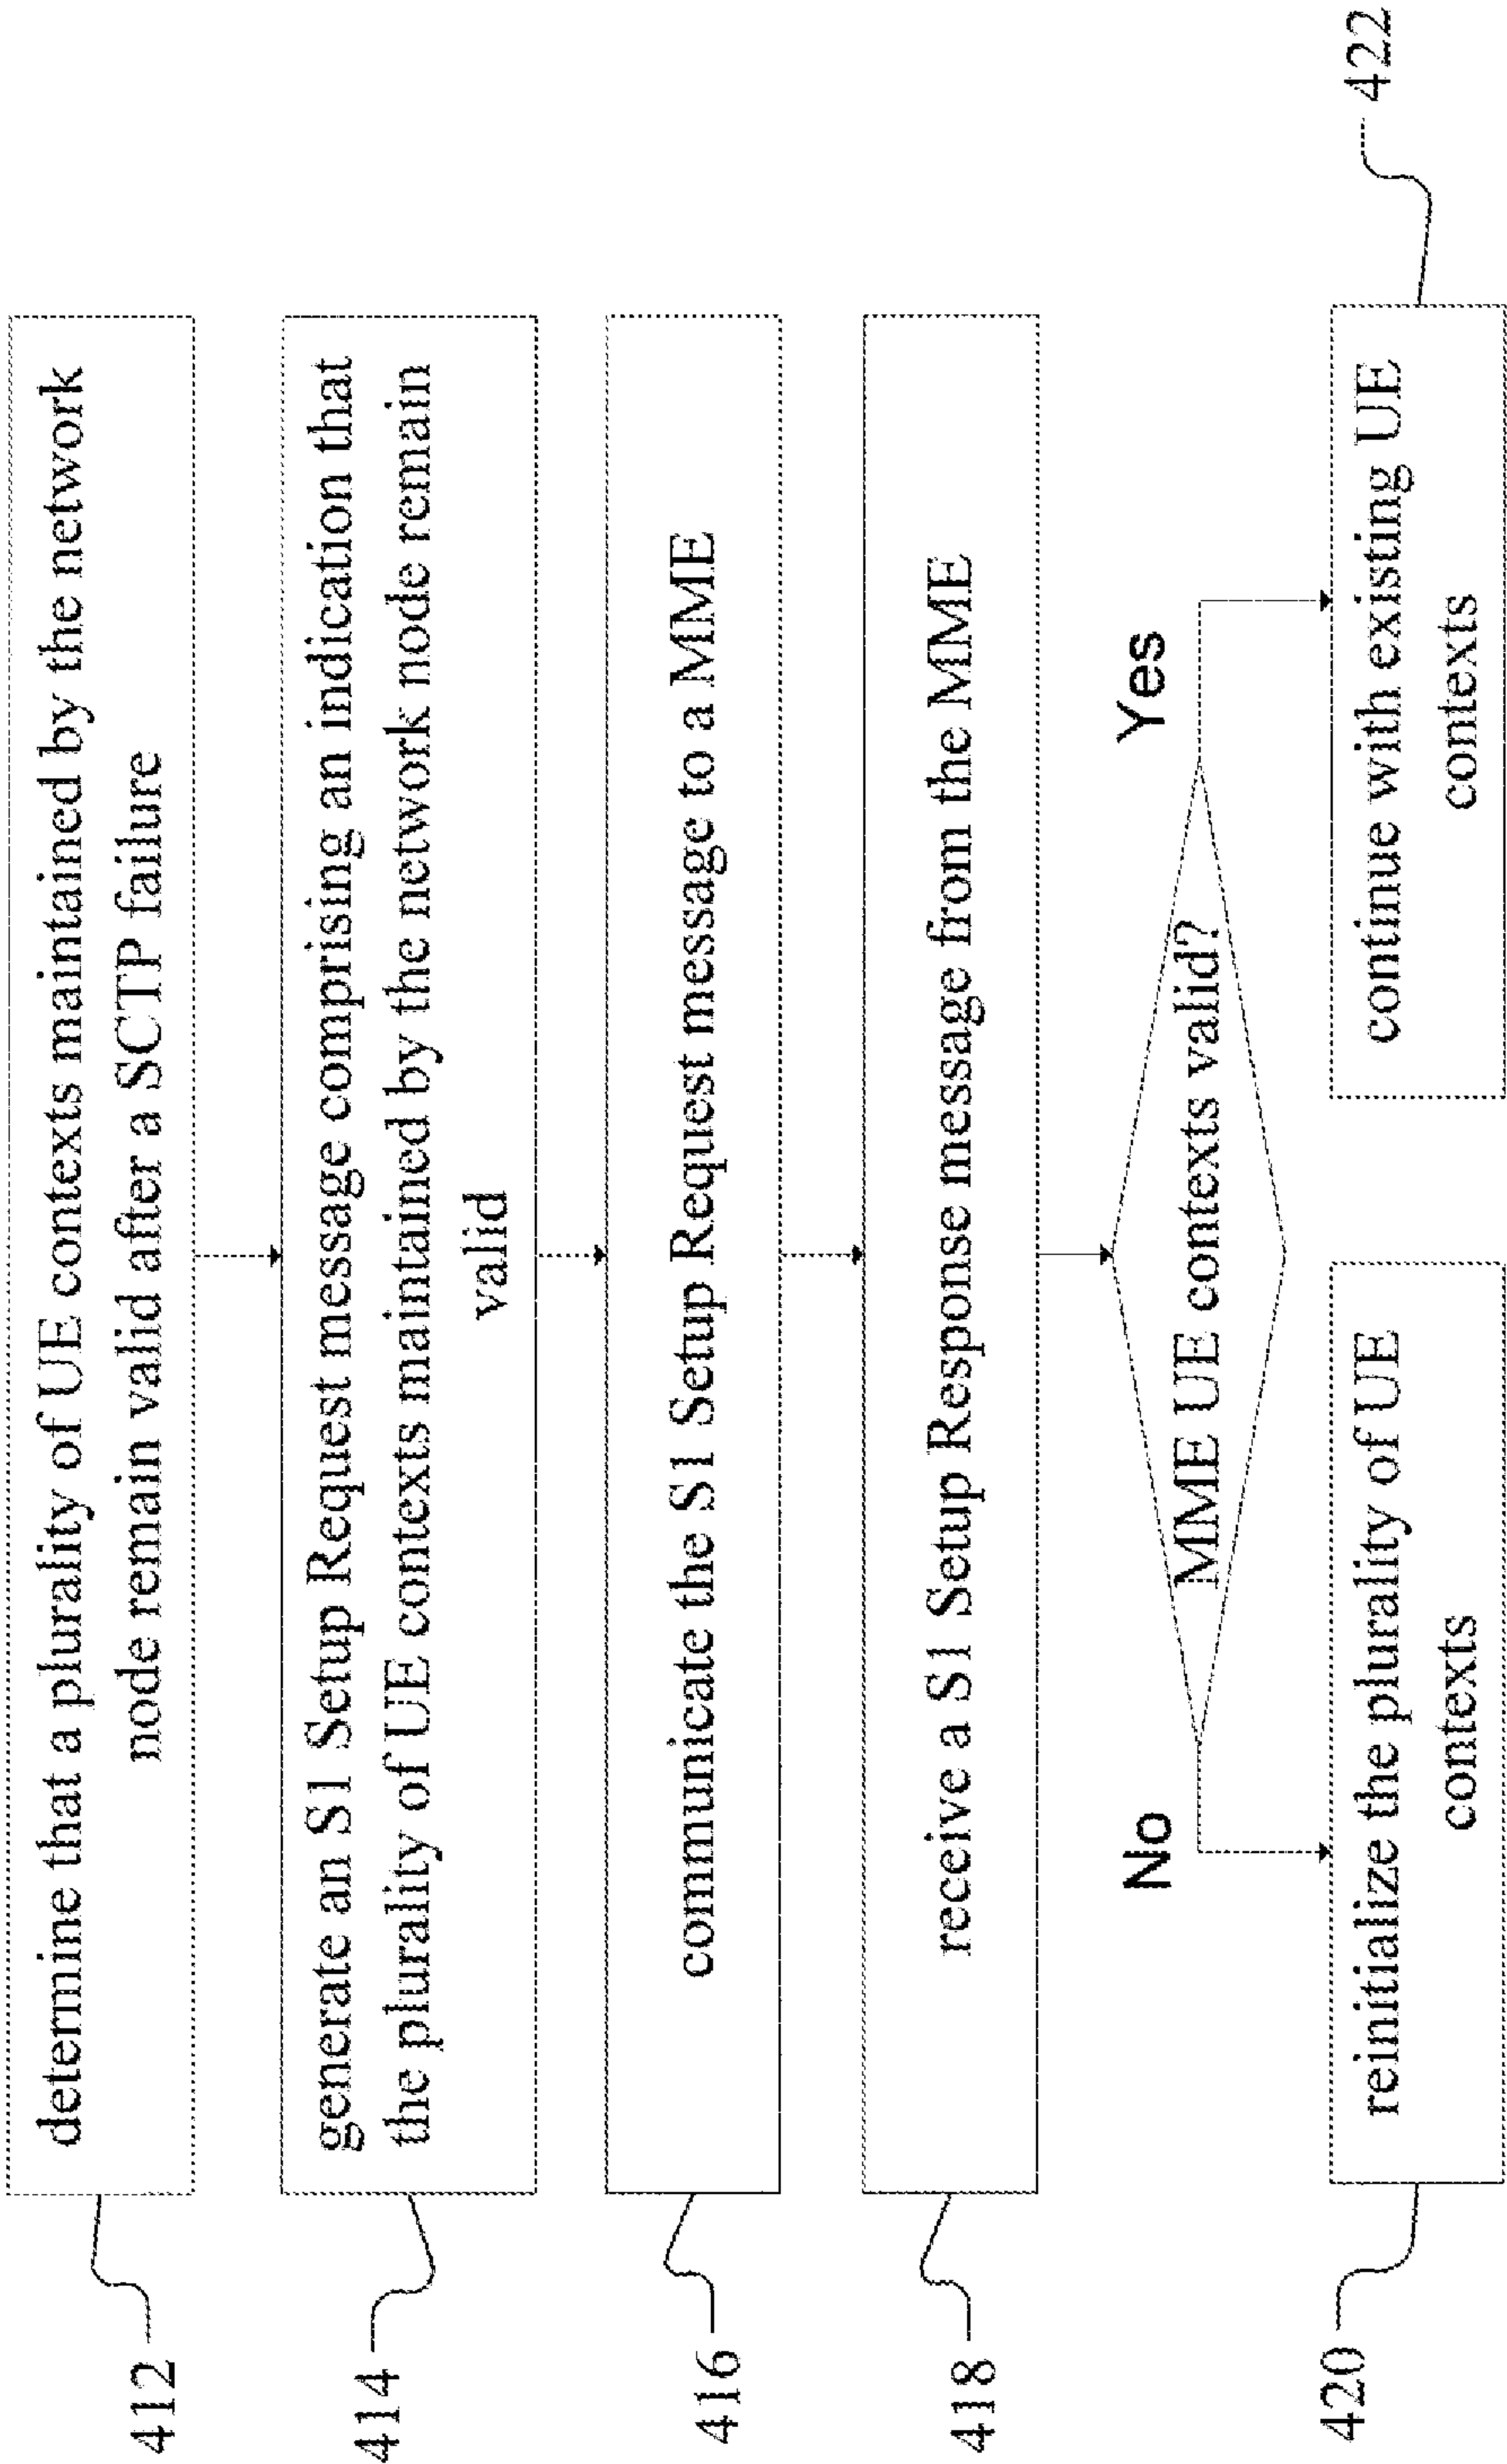 412
determine that a plurality of UE contexts maintained by the network
node remain valid after a SCTP failure
414
generate an S1 Setup Request message comprising an indication that
the plurality of UE contexts maintained by the network node remain
valid
416
communicate the S1 Setup Request message to a MME
418
receive a S1 Setup Response message from the MME
MME UE contexts valid?
No
Yes
420
reinitialize the plurality of UE
contexts
continue with existing UE
contexts
422